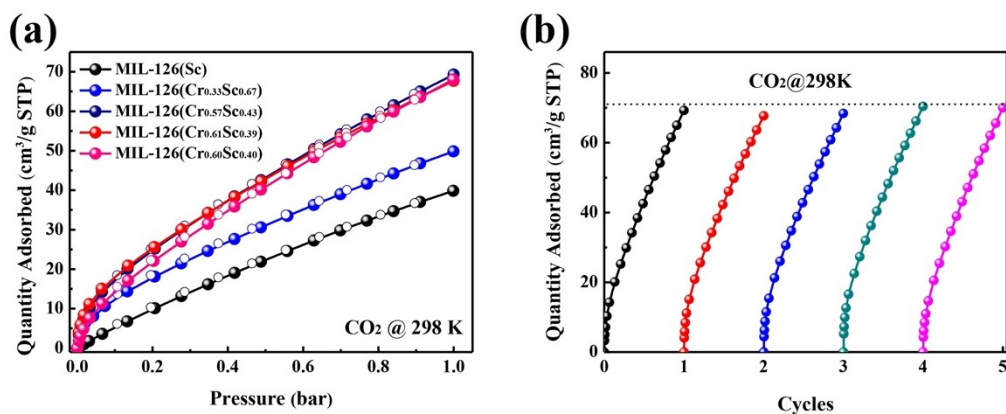 (a)
Quantity Adsorbed (cm³/g STP)
70
60
50
40
30
20
10
0
MIL-126(Sc)
MIL-126(Cr₀.₃₃Sc₀.₆₇)
MIL-126(Cr₀.₅₇Sc₀.₄₃)
MIL-126(Cr₀.₆₁Sc₀.₃₉)
MIL-126(Cr₀.₆₀Sc₀.₄₀)
CO₂ @ 298 K
0.0 0.2 0.4 0.6 0.8 1.0
Pressure (bar)
(b)
Quantity Adsorbed (cm³/g STP)
80
60
40
20
0
CO₂@298K
0 1 2 3 4 5
Cycles